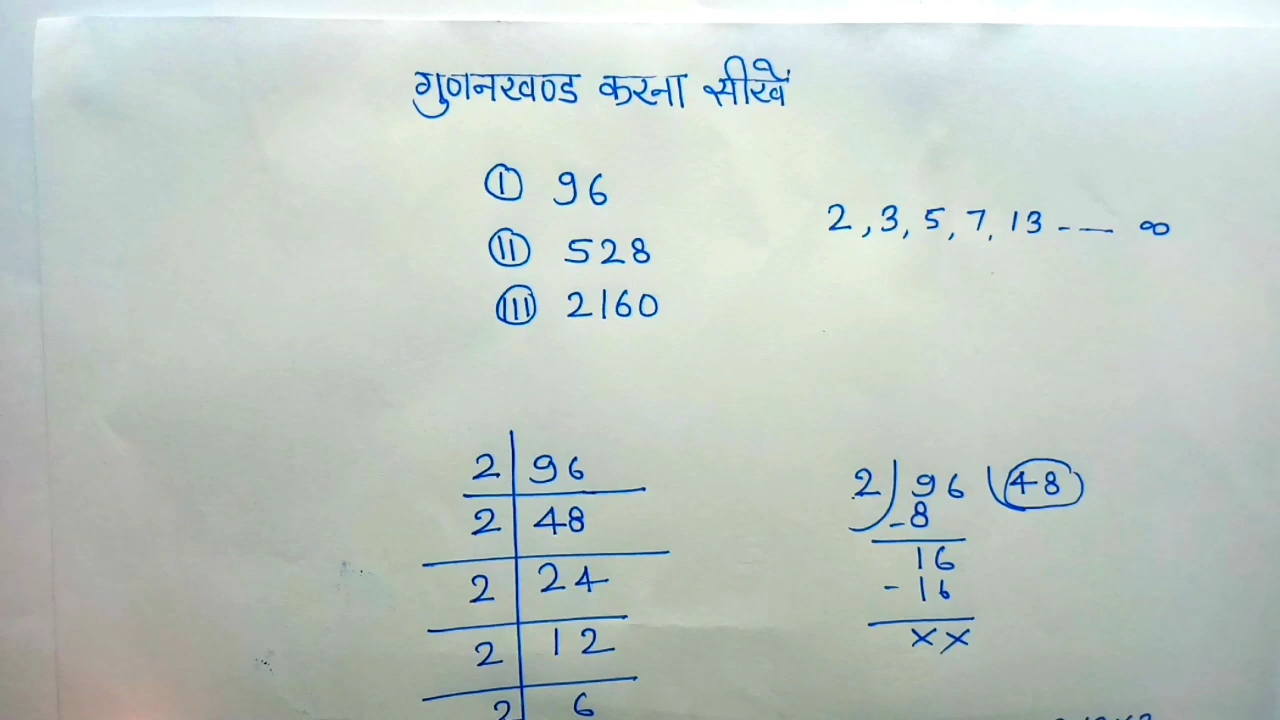 गुणनखण्ड करना सीखें
I 96
II 528
III 2160
2, 3, 5, 7, 13 - — ∞
2 | 96
2 | 48
2 | 24
2 | 12
2 | 6
2 ) 96 ( 48
-8
16
- 16
××